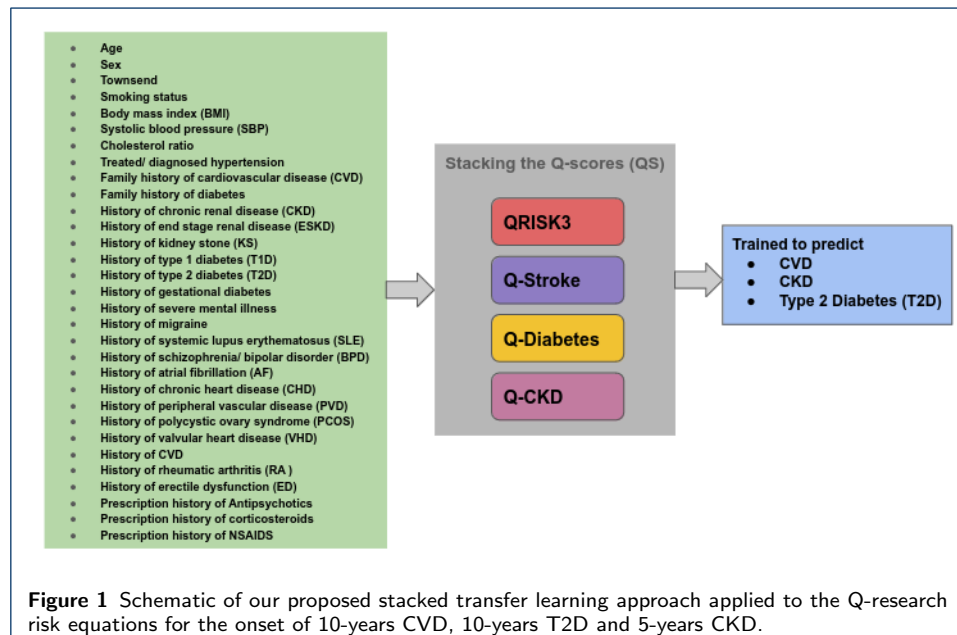 Age
Sex
Townsend
Smoking status
Body mass index (BMI)
Systolic blood pressure (SBP)
Cholesterol ratio
Treated/ diagnosed hypertension
Family history of cardiovascular disease (CVD)
Family history of diabetes
History of chronic renal disease (CKD)
History of end stage renal disease (ESKD)
History of kidney stone (KS)
History of type 1 diabetes (T1D)
History of type 2 diabetes (T2D)
History of gestational diabetes
History of severe mental illness
History of migraine
History of systemic lupus erythematosus (SLE)
History of schizophrenia/ bipolar disorder (BPD)
History of atrial fibrillation (AF)
History of chronic heart disease (CHD)
History of peripheral vascular disease (PVD)
History of polycystic ovary syndrome (PCOS)
History of valvular heart disease (VHD)
History of CVD
History of rheumatic arthritis (RA )
History of erectile dysfunction (ED)
Prescription history of Antipsychotics
Prescription history of corticosteroids
Prescription history of NSAIDS
Stacking the Q-scores (QS)
QRISK3
Q-Stroke
Q-Diabetes
Q-CKD
Trained to predict
CVD
CKD
Type 2 Diabetes (T2D)
Figure 1 Schematic of our proposed stacked transfer learning approach applied to the Q-research
risk equations for the onset of 10-years CVD, 10-years T2D and 5-years CKD.